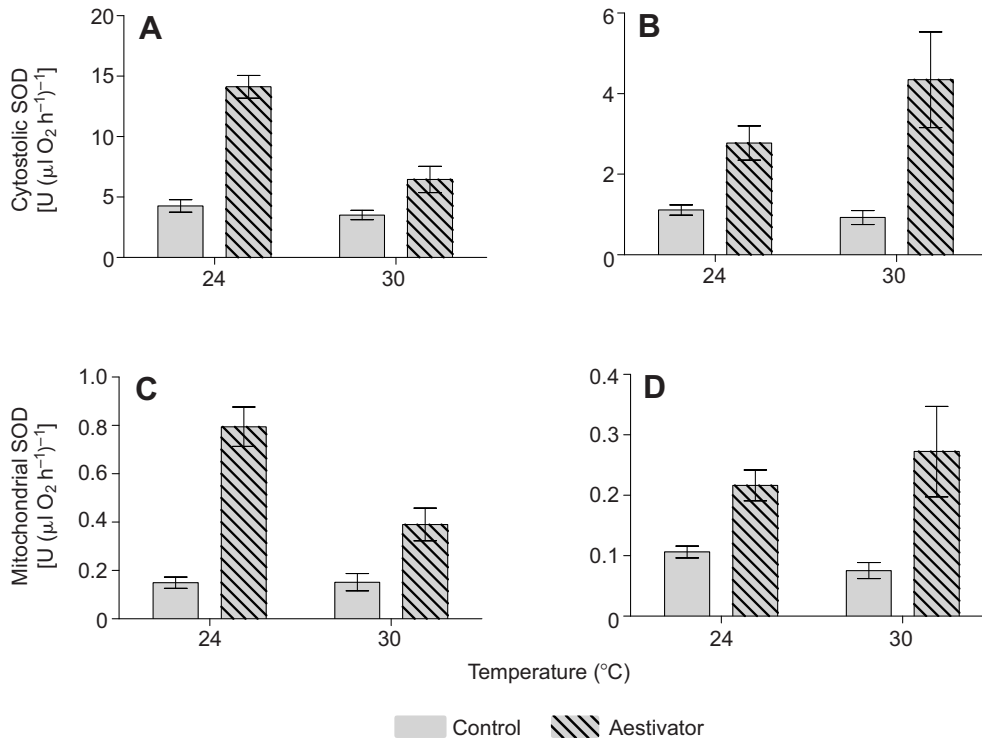 A
B
Cytostolic SOD
[U (µl O₂ h⁻¹)⁻¹]
20
15
10
5
0
24
30
6
4
2
0
24
30
C
D
Mitochondrial SOD
[U (µl O₂ h⁻¹)⁻¹]
1.0
0.8
0.6
0.4
0.2
0
24
30
0.4
0.3
0.2
0.1
0
24
30
Temperature (°C)
Control
Aestivator